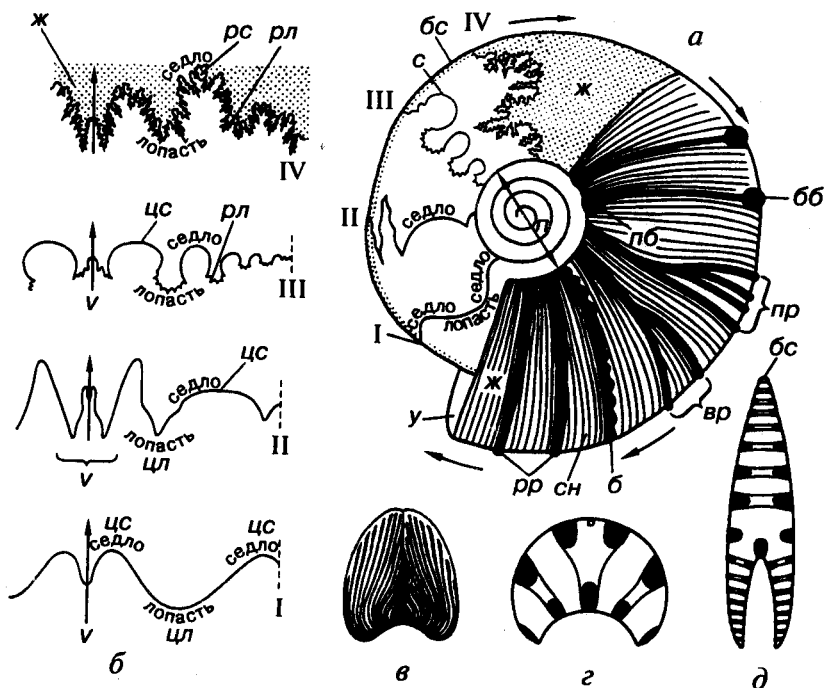 ж
седло
рс
рл
лопасть
IV
цс
седло
рл
лопасть
v
III
седло
цс
лопасть
цл
v
II
цс
седло
цс
седло
лопасть
цл
v
I
б
IV
бс
а
с
ж
III
II
седло
п
пб
бб
седло
лопасть
седло
I
пр
ж
у
вр
рр
сн
б
бс
в
г
д